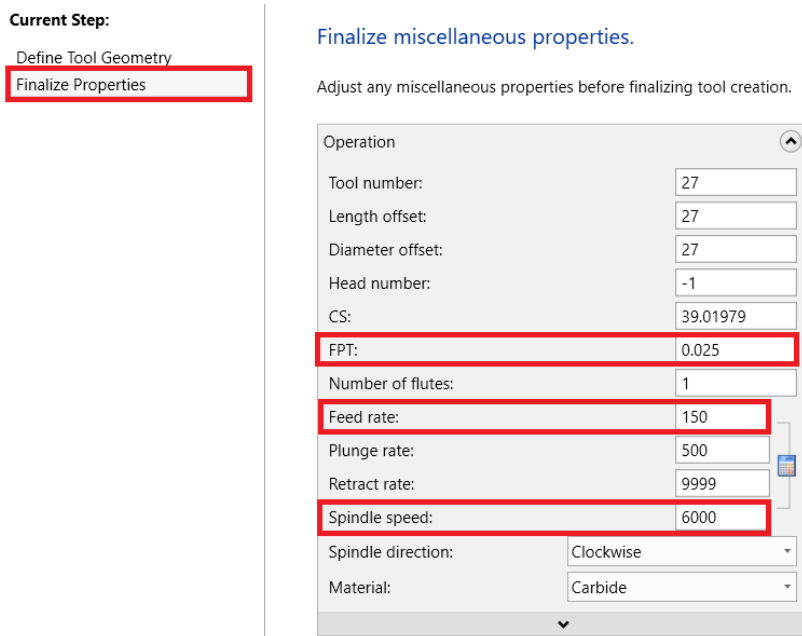 Current Step:
Define Tool Geometry
Finalize Properties
Finalize miscellaneous properties.
Adjust any miscellaneous properties before finalizing tool creation.
Operation
Tool number: 27
Length offset: 27
Diameter offset: 27
Head number: -1
CS: 39.01979
FPT: 0.025
Number of flutes: 1
Feed rate: 150
Plunge rate: 500
Retract rate: 9999
Spindle speed: 6000
Spindle direction: Clockwise
Material: Carbide